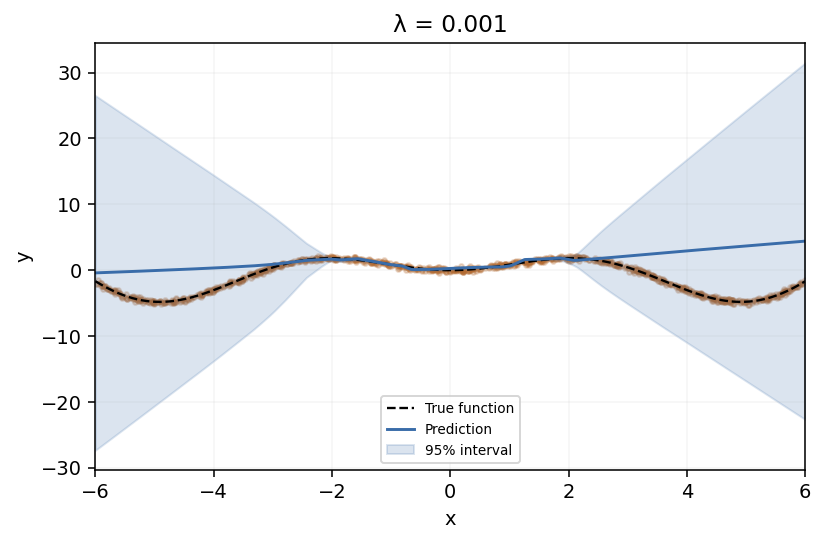 λ = 0.001
y
30
20
10
0
−10
−20
−30
True function
Prediction
95% interval
−6 −4 −2 0 2 4 6
x